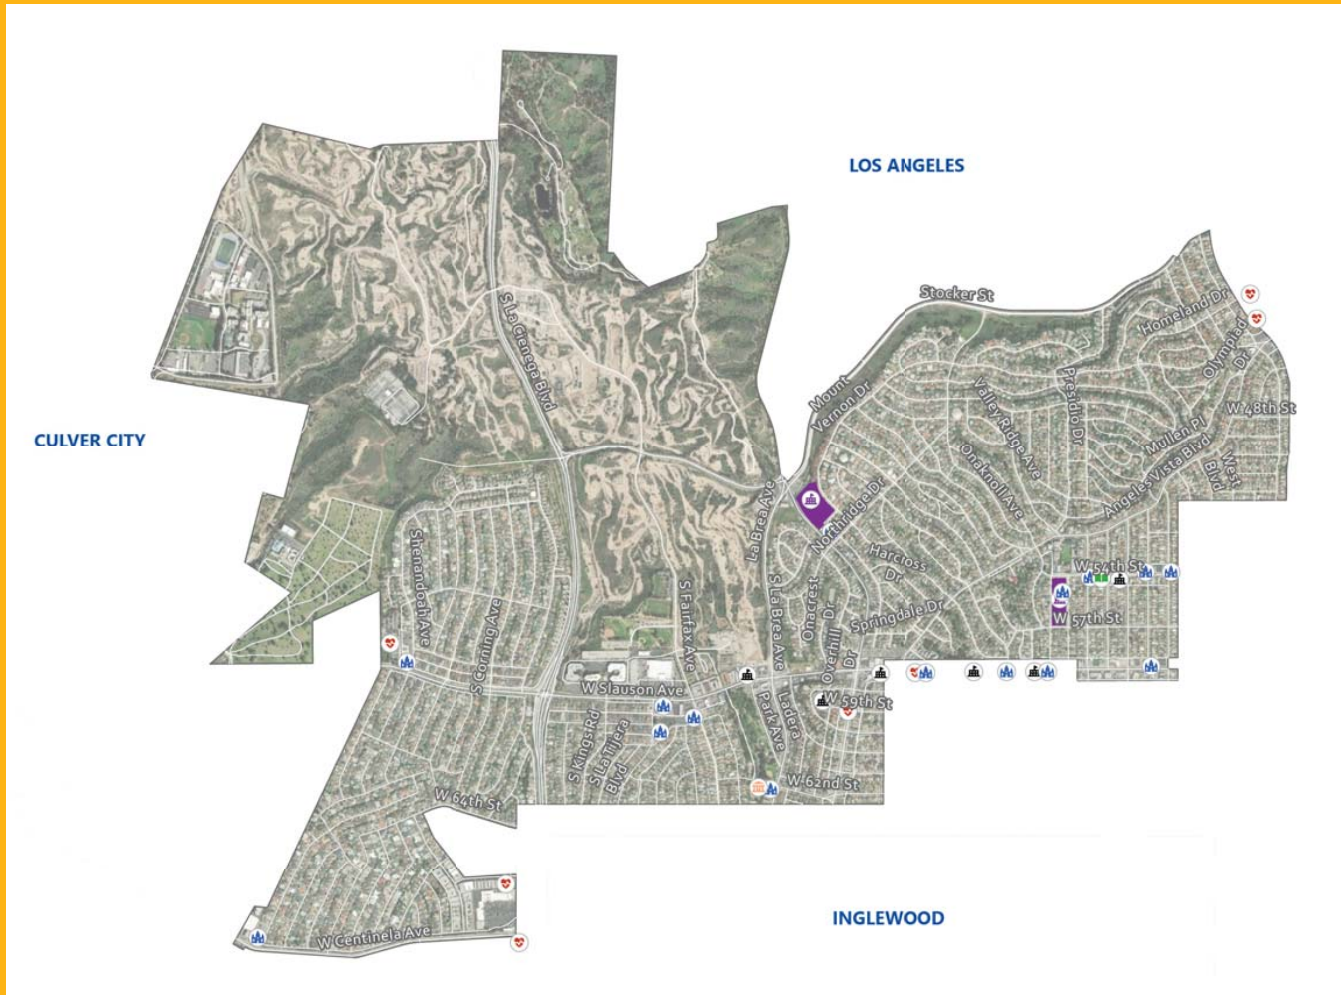 LOS ANGELES
CULVER CITY
INGLEWOOD
Stocker St
Homeland Dr
Olympiad
Dr
S La Cienega Blvd
Mount
Vernon Dr
Valley Ridge Ave
Presidio Dr
W 48th St
Mullen Pl
Onaknoll Ave
Angeles Vista Blvd
West
Blvd
La Brea Ave
Northridge Dr
Shenandoah Ave
Harcross
Dr
W 54th St
S Corning Ave
S Fairfax Ave
S La Brea Ave
Onacrest
Overhill Dr
Dr
Springdale Dr
W 57th St
W Slauson Ave
W 59th St
Park Ave
Ladera
S Kings Rd
S La Tijera
Blvd
W 62nd St
W 64th St
W Centinela Ave